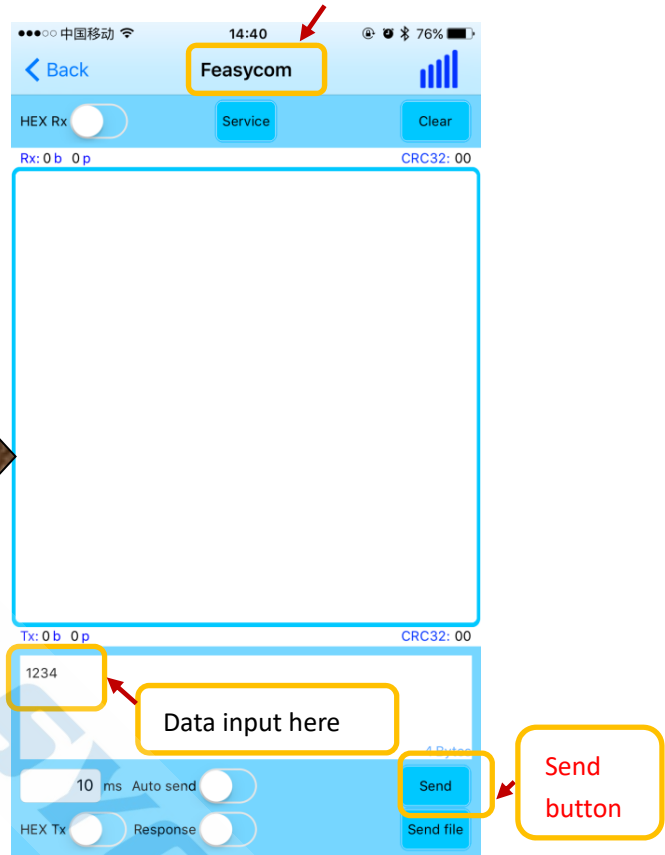 中国移动 14:40 76%
Back Feasycom
HEX Rx Service Clear
Rx: 0 b 0 p CRC32: 00
Tx: 0 b 0 p CRC32: 00
1234
Data input here
4 Bytes
Send button
10 ms Auto send Send
HEX Tx Response Send file